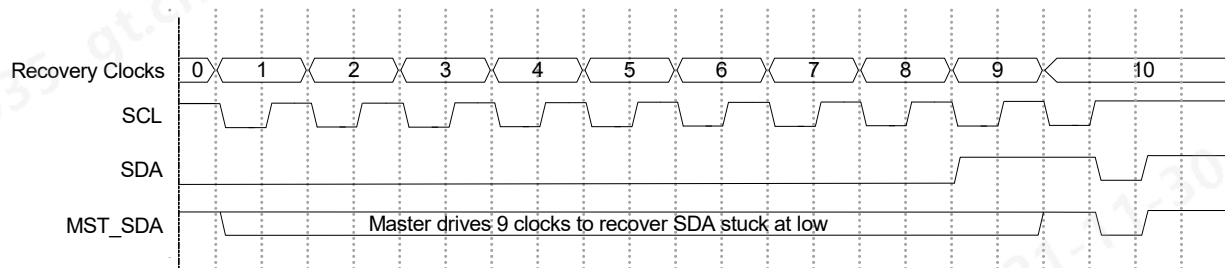 Recovery Clocks 0 1 2 3 4 5 6 7 8 9 10
SCL
SDA
MST_SDA Master drives 9 clocks to recover SDA stuck at low